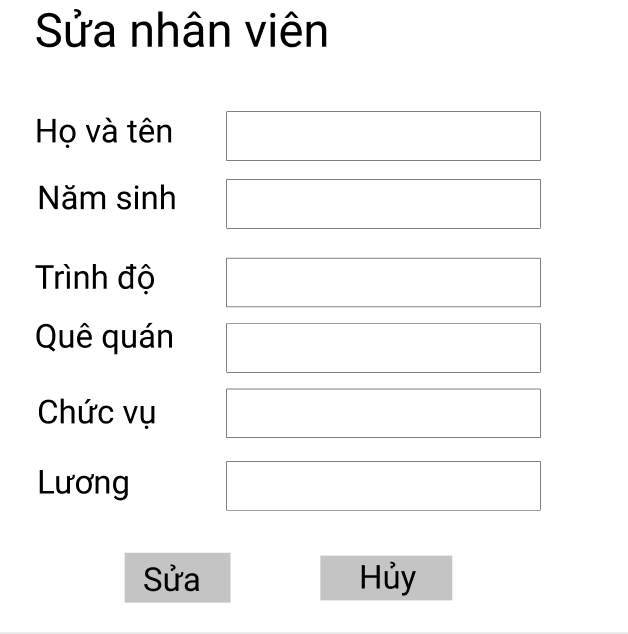 Sửa nhân viên
Họ và tên
Năm sinh
Trình độ
Quê quán
Chức vụ
Lương
Sửa Hủy